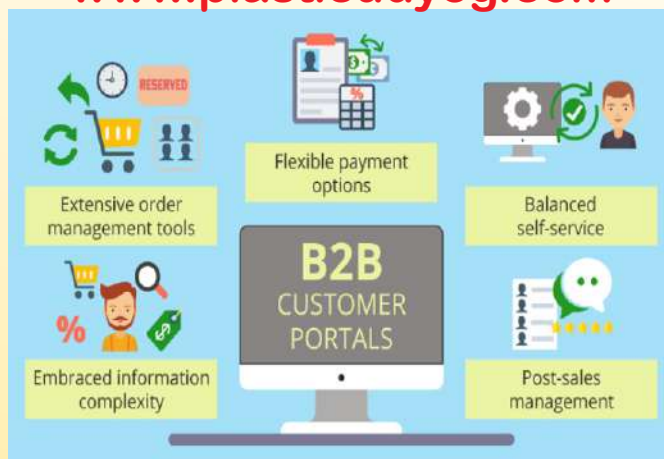 RESERVED
%
Flexible payment
options
Extensive order
management tools
Balanced
self-service
B2B
CUSTOMER
PORTALS
%
$
Embraced information
complexity
Post-sales
management